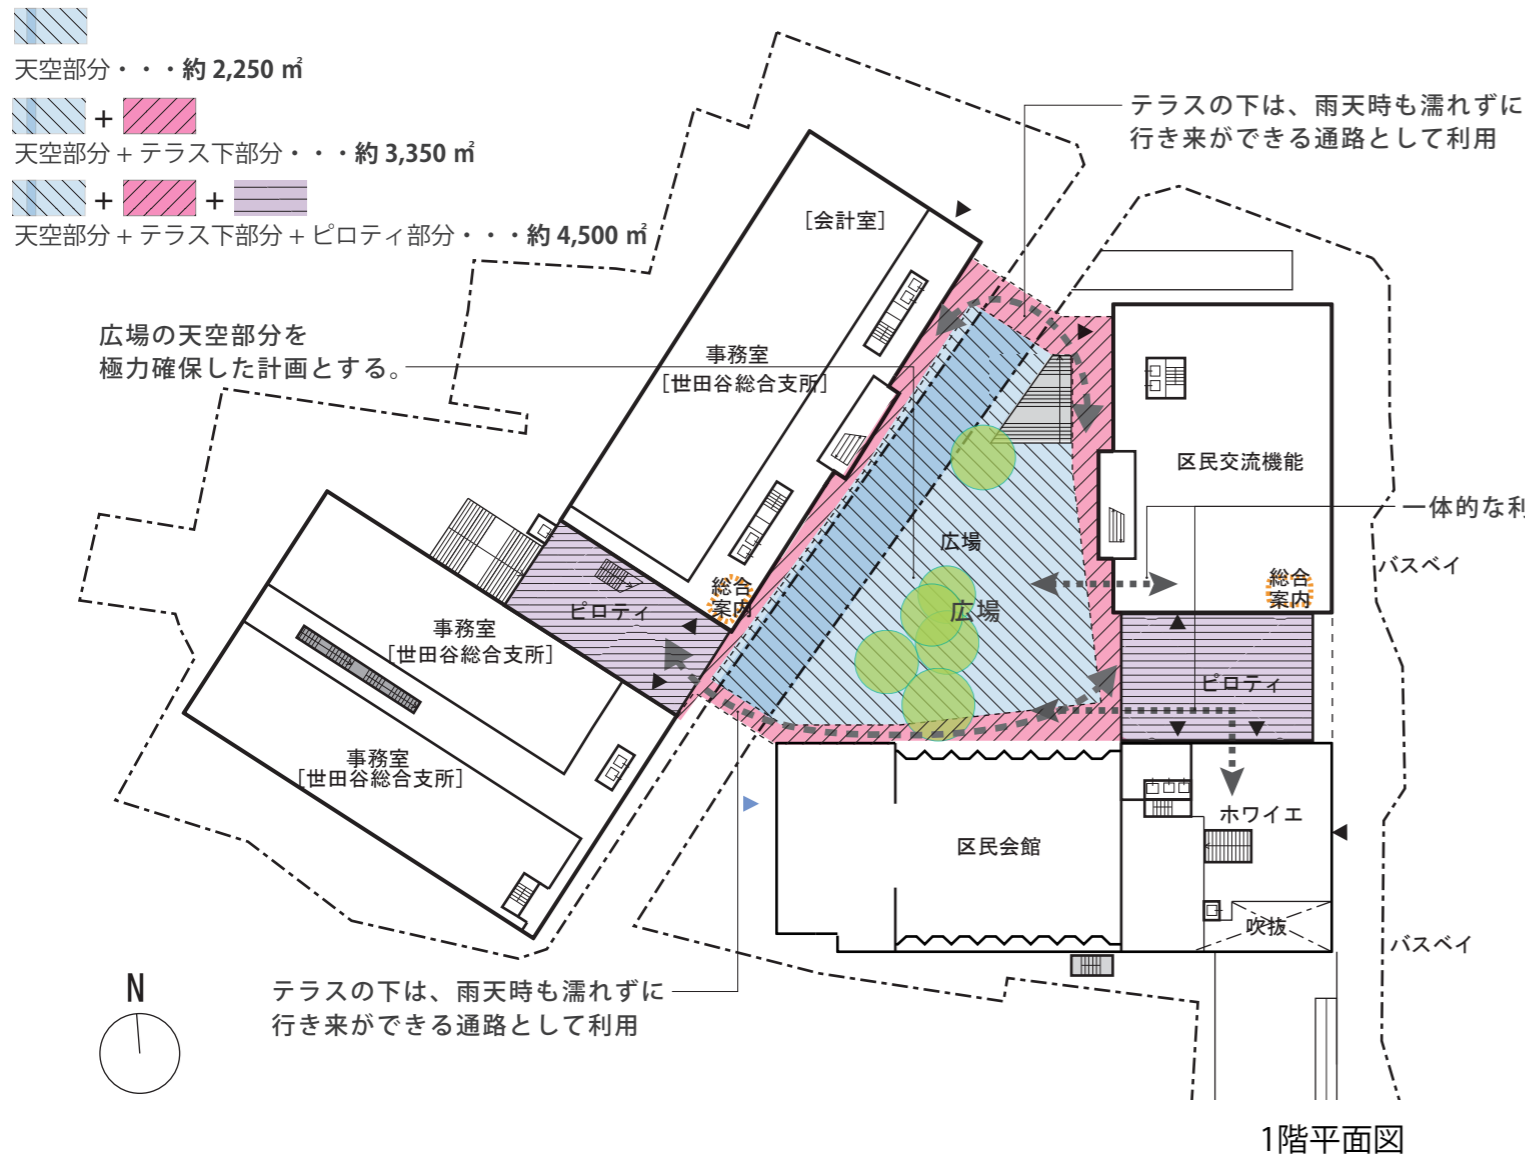 天空部分・・・約 2,250 ㎡
+
天空部分 + テラス下部分・・・約 3,350 ㎡
+ +
天空部分 + テラス下部分 + ピロティ部分・・・約 4,500 ㎡
テラスの下は、雨天時も濡れずに
行き来ができる通路として利用
[会計室]
広場の天空部分を
極力確保した計画とする。
事務室
[世田谷総合支所]
区民交流機能
一体的な利
広場
バスベイ
総合
案内
総合
案内
ピロティ
広場
事務室
[世田谷総合支所]
ピロティ
事務室
[世田谷総合支所]
ホワイエ
区民会館
吹抜
バスベイ
N
テラスの下は、雨天時も濡れずに
行き来ができる通路として利用
1階平面図